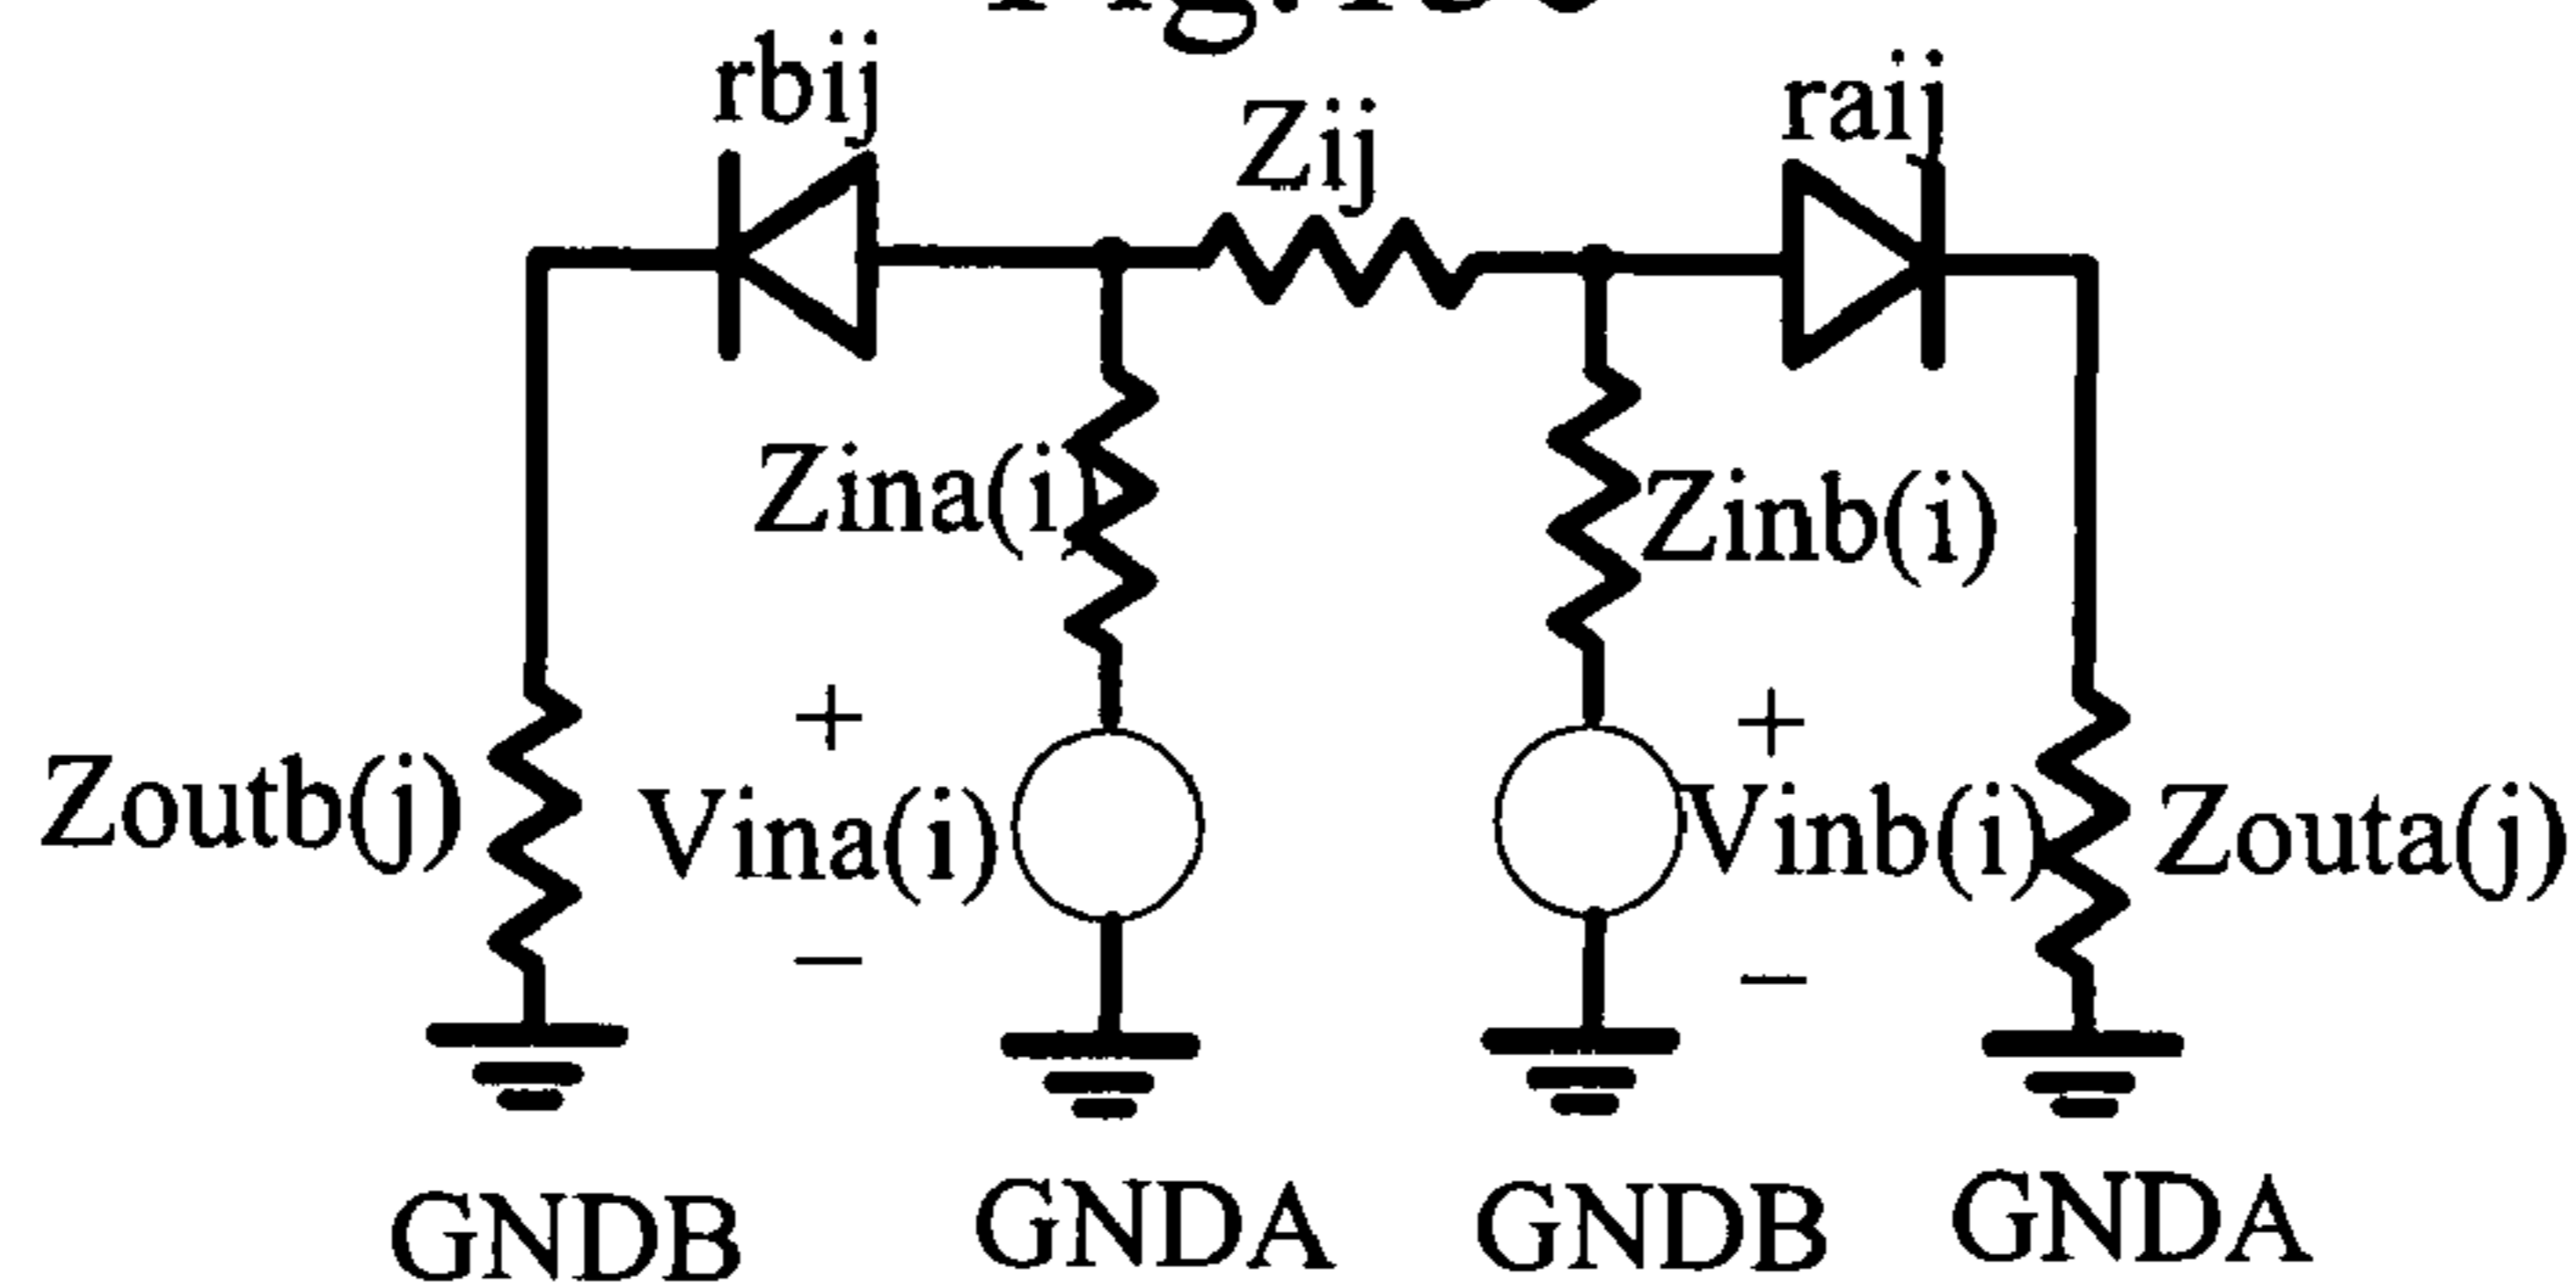 rbij
Zij
raij
Zina(i)
Zinb(i)
+
+
Zoutb(j)
Vina(i)
Vinb(i)
Zouta(j)
−
−
GNDB
GNDA
GNDB
GNDA